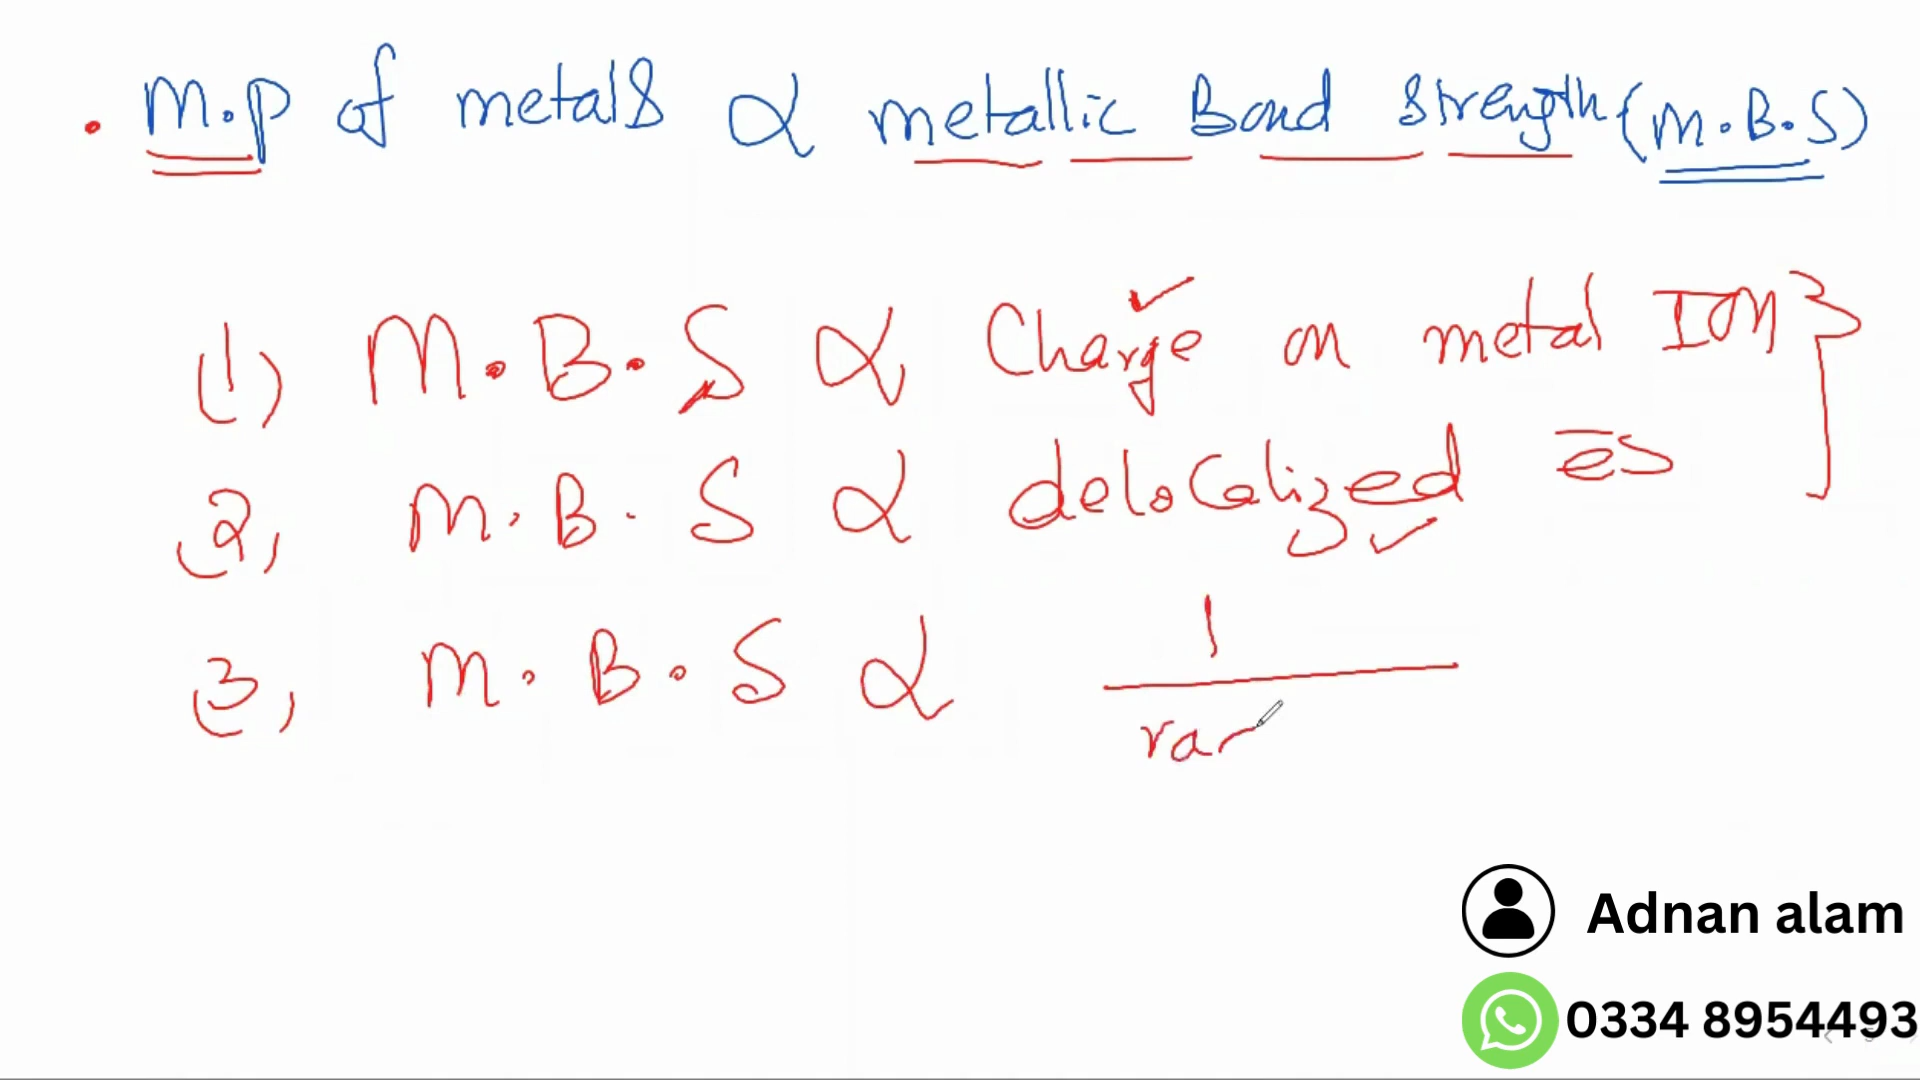 . M.P of metals ∝ metallic Bond strength (M.B.S)
(1) M.B.S ∝ Charge on metal ION }
(2) M.B.S ∝ delocalized e̅s
(3) M.B.S ∝ 1
ra
Adnan alam
0334 8954493